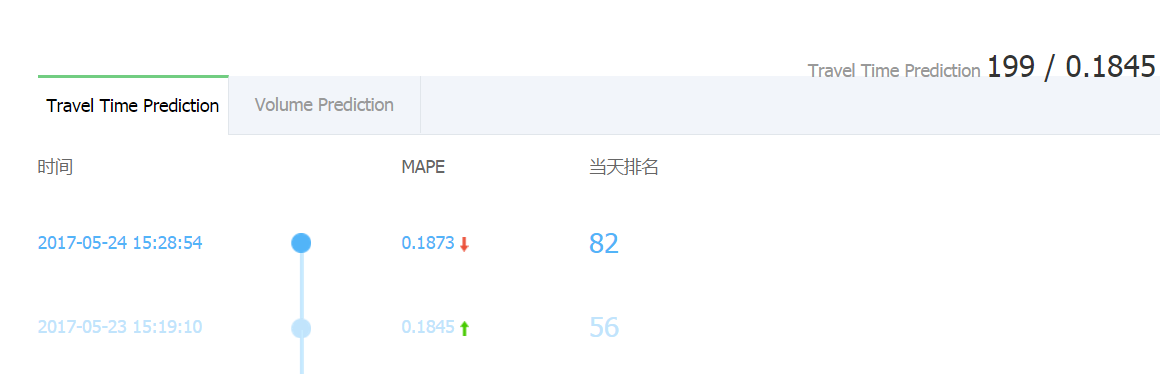 Travel Time Prediction 199 / 0.1845
Travel Time Prediction Volume Prediction
时间 MAPE 当天排名
2017-05-24 15:28:54 0.1873 82
2017-05-23 15:19:10 0.1845 56